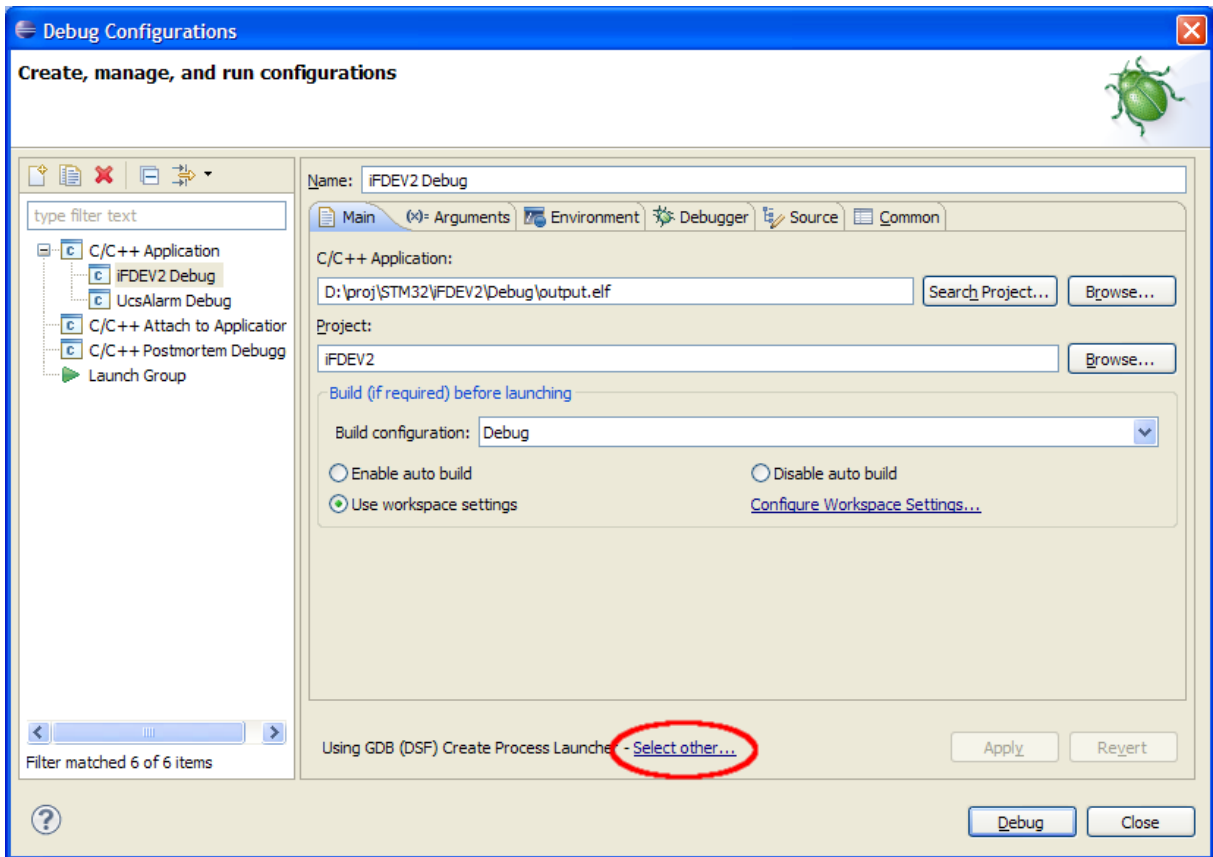 Debug Configurations
Create, manage, and run configurations
type filter text
C/C++ Application
iFDEV2 Debug
UcsAlarm Debug
C/C++ Attach to Applicatior
C/C++ Postmortem Debugg
Launch Group
Filter matched 6 of 6 items
Name: iFDEV2 Debug
Main (x)= Arguments Environment Debugger Source Common
C/C++ Application:
D:\proj\STM32\iFDEV2\Debug\output.elf Search Project... Browse...
Project:
iFDEV2 Browse...
Build (if required) before launching
Build configuration: Debug
Enable auto build Disable auto build
Use workspace settings Configure Workspace Settings...
Using GDB (DSF) Create Process Launcher - Select other... Apply Revert
Debug Close